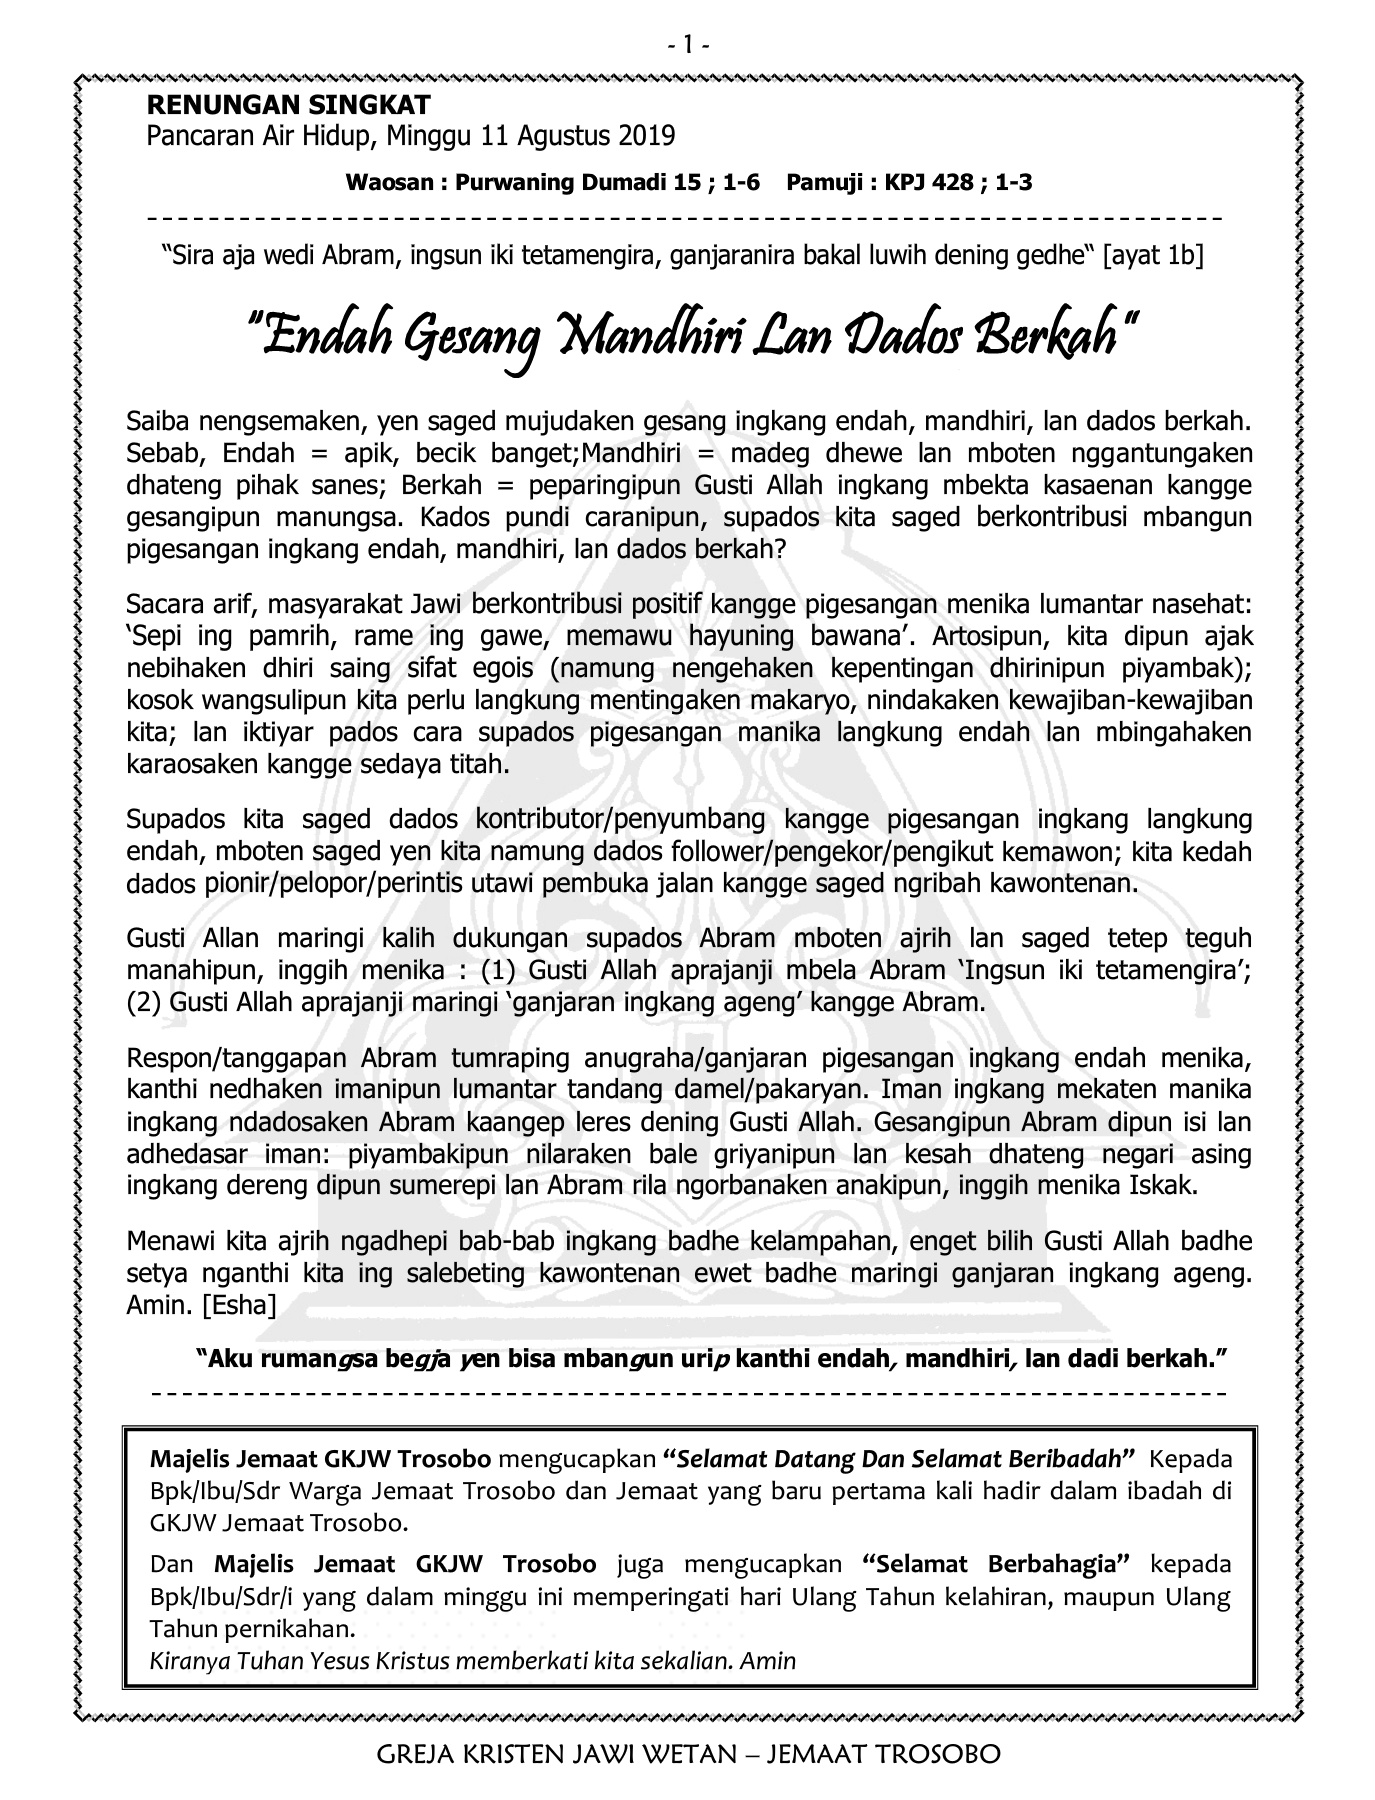 - 1 -
RENUNGAN SINGKAT
Pancaran Air Hidup, Minggu 11 Agustus 2019
Waosan : Purwaning Dumadi 15 ; 1-6    Pamuji : KPJ 428 ; 1-3
“Sira aja wedi Abram, ingsun iki tetamengira, ganjaranira bakal luwih dening gedhe“ [ayat 1b]
"Endah Gesang Mandhiri Lan Dados Berkah“
Saiba nengsemaken, yen saged mujudaken gesang ingkang endah, mandhiri, lan dados berkah.
Sebab, Endah = apik, becik banget;Mandhiri = madeg dhewe lan mboten nggantungaken
dhateng pihak sanes; Berkah = peparingipun Gusti Allah ingkang mbekta kasaenan kangge
gesangipun manungsa. Kados pundi caranipun, supados kita saged berkontribusi mbangun
pigesangan ingkang endah, mandhiri, lan dados berkah?
Sacara arif, masyarakat Jawi berkontribusi positif kangge pigesangan menika lumantar nasehat:
‘Sepi ing pamrih, rame ing gawe, memawu hayuning bawana’. Artosipun, kita dipun ajak
nebihaken dhiri saing sifat egois (namung nengehaken kepentingan dhirinipun piyambak);
kosok wangsulipun kita perlu langkung mentingaken makaryo, nindakaken kewajiban-kewajiban
kita; lan iktiyar pados cara supados pigesangan manika langkung endah lan mbingahaken
karaosaken kangge sedaya titah.
Supados kita saged dados kontributor/penyumbang kangge pigesangan ingkang langkung
endah, mboten saged yen kita namung dados follower/pengekor/pengikut kemawon; kita kedah
dados pionir/pelopor/perintis utawi pembuka jalan kangge saged ngribah kawontenan.
Gusti Allan maringi kalih dukungan supados Abram mboten ajrih lan saged tetep teguh
manahipun, inggih menika : (1) Gusti Allah aprajanji mbela Abram ‘Ingsun iki tetamengira’;
(2) Gusti Allah aprajanji maringi ‘ganjaran ingkang ageng’ kangge Abram.
Respon/tanggapan Abram tumraping anugraha/ganjaran pigesangan ingkang endah menika,
kanthi nedhaken imanipun lumantar tandang damel/pakaryan. Iman ingkang mekaten manika
ingkang ndadosaken Abram kaangep leres dening Gusti Allah. Gesangipun Abram dipun isi lan
adhedasar iman: piyambakipun nilaraken bale griyanipun lan kesah dhateng negari asing
ingkang dereng dipun sumerepi lan Abram rila ngorbanaken anakipun, inggih menika Iskak.
Menawi kita ajrih ngadhepi bab-bab ingkang badhe kelampahan, enget bilih Gusti Allah badhe
setya nganthi kita ing salebeting kawontenan ewet badhe maringi ganjaran ingkang ageng.
Amin. [Esha]
“Aku rumangsa begja yen bisa mbangun urip kanthi endah, mandhiri, lan dadi berkah.”
Majelis Jemaat GKJW Trosobo mengucapkan “Selamat Datang Dan Selamat Beribadah” Kepada
Bpk/Ibu/Sdr Warga Jemaat Trosobo dan Jemaat yang baru pertama kali hadir dalam ibadah di
GKJW Jemaat Trosobo.
Dan Majelis Jemaat GKJW Trosobo juga mengucapkan “Selamat Berbahagia” kepada
Bpk/Ibu/Sdr/i yang dalam minggu ini memperingati hari Ulang Tahun kelahiran, maupun Ulang
Tahun pernikahan.
Kiranya Tuhan Yesus Kristus memberkati kita sekalian. Amin
GREJA KRISTEN JAWI WETAN – JEMAAT TROSOBO